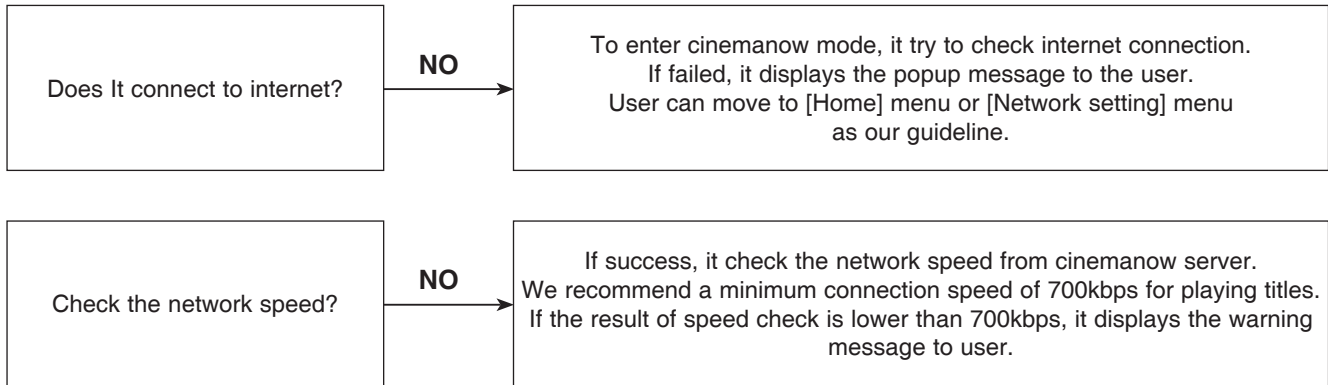 Does It connect to internet?
NO
To enter cinemanow mode, it try to check internet connection.
If failed, it displays the popup message to the user.
User can move to [Home] menu or [Network setting] menu
as our guideline.
Check the network speed?
NO
If success, it check the network speed from cinemanow server.
We recommend a minimum connection speed of 700kbps for playing titles.
If the result of speed check is lower than 700kbps, it displays the warning
message to user.